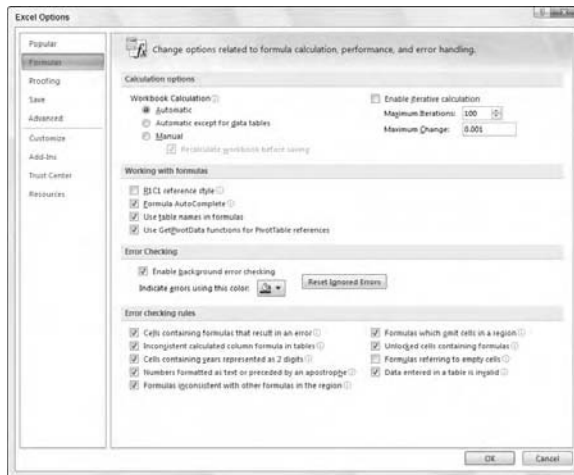 Excel Options
Popular
Formulas
Proofing
Save
Advanced
Customize
Add-Ins
Trust Center
Resources
Change options related to formula calculation, performance, and error handling.
Calculation options
Workbook Calculation
Automatic
Automatic except for data tables
Manual
Recalculate workbook before saving
Enable iterative calculation
Maximum Iterations: 100
Maximum Change: 0.001
Working with formulas
R1C1 reference style
Formula AutoComplete
Use table names in formulas
Use GetPivotData functions for PivotTable references
Error Checking
Enable background error checking
Indicate errors using this color:
Reset Ignored Errors
Error checking rules
Cells containing formulas that result in an error
Inconsistent calculated column formula in tables
Cells containing years represented as 2 digits
Numbers formatted as text or preceded by an apostrophe
Formulas inconsistent with other formulas in the region
Formulas which omit cells in a region
Unlocked cells containing formulas
Formulas referring to empty cells
Data entered in a table is invalid
OK
Cancel